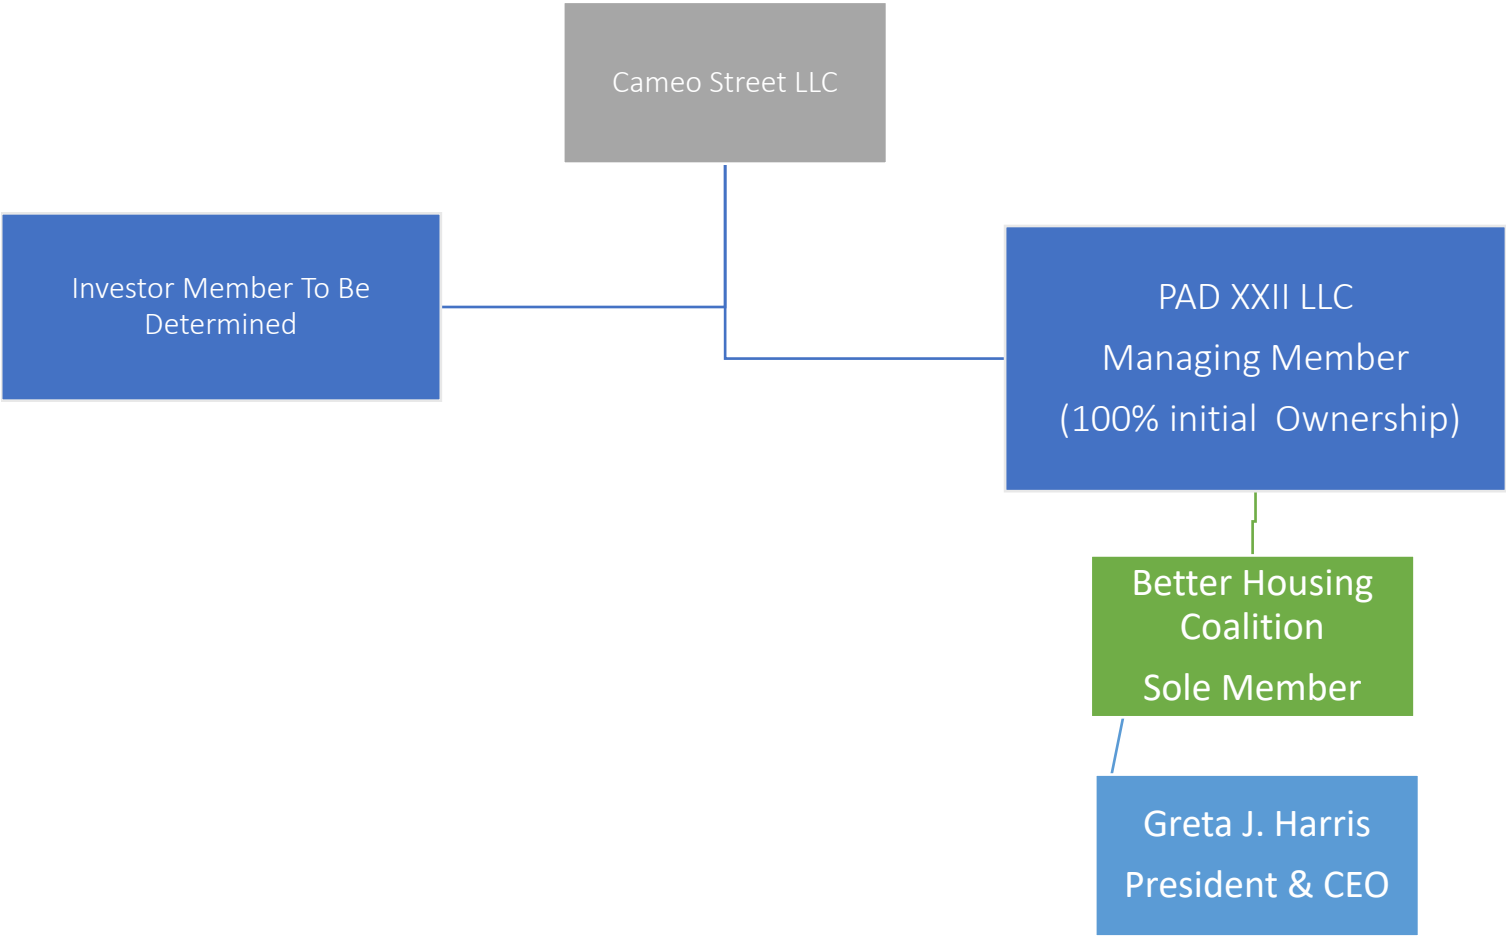 Cameo Street LLC
Investor Member To Be
Determined
PAD XXII LLC
Managing Member
(100% initial  Ownership)
Better Housing
Coalition
Sole Member
Greta J. Harris
President & CEO